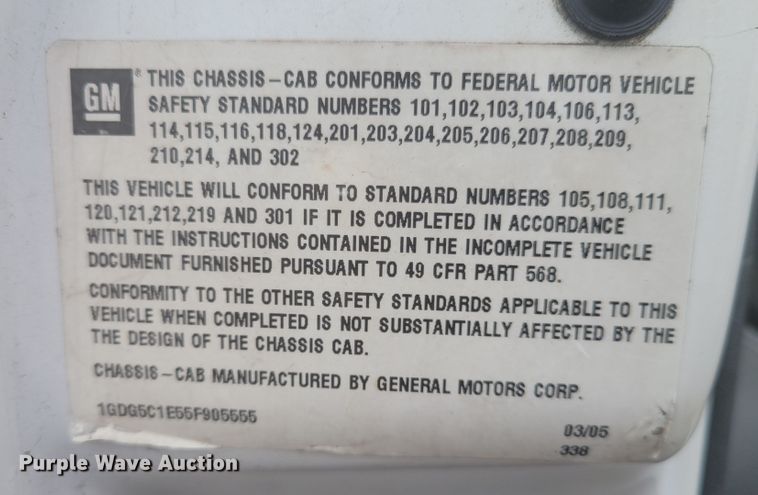 GM
® THIS CHASSIS-CAB CONFORMS TO FEDERAL MOTOR VEHICLE
SAFETY STANDARD NUMBERS 101,102,103,104,106,113,
114,115,116,118,124,201,203,204,205,206,207,208,209,
210,214, AND 302
THIS VEHICLE WILL CONFORM TO STANDARD NUMBERS 105,108,111,
120,121,212,219 AND 301 IF IT IS COMPLETED IN ACCORDANCE
WITH THE INSTRUCTIONS CONTAINED IN THE INCOMPLETE VEHICLE
DOCUMENT FURNISHED PURSUANT TO 49 CFR PART 568.
CONFORMITY TO THE OTHER SAFETY STANDARDS APPLICABLE TO THIS
VEHICLE WHEN COMPLETED IS NOT SUBSTANTIALLY AFFECTED BY THE
THE DESIGN OF THE CHASSIS CAB.
CHASSIS-CAB MANUFACTURED BY GENERAL MOTORS CORP.
1GDG5C1E55F905555
03/05
338
Purple Wave Auction